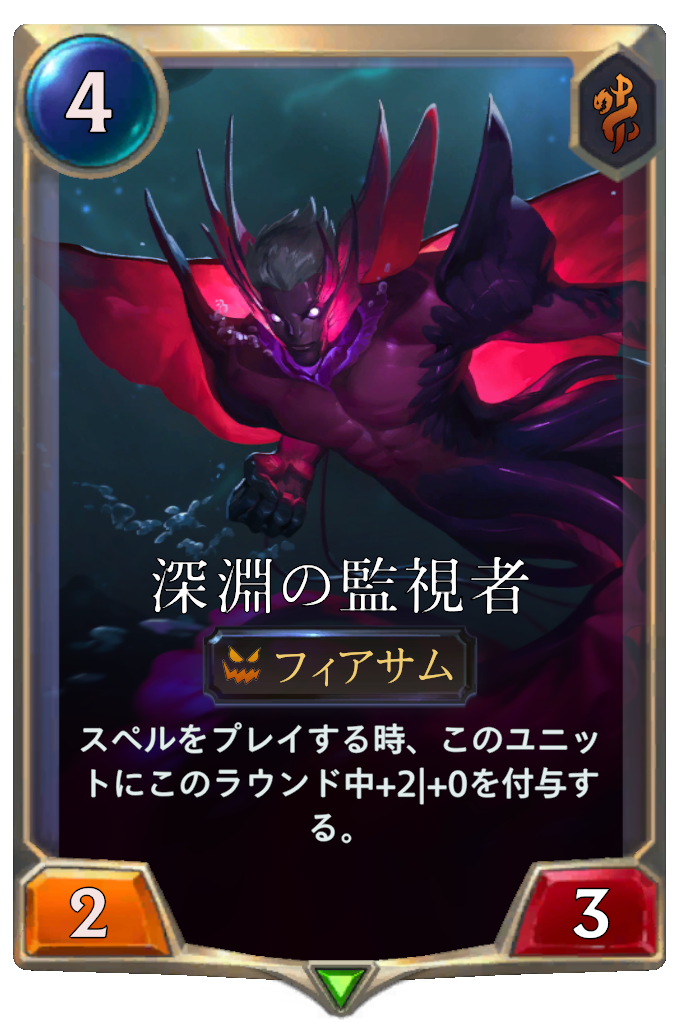 4
深淵の監視者
フィアサム
スペルをプレイする時、このユニッ
トにこのラウンド中+2|+0を付与す
る。
2
3